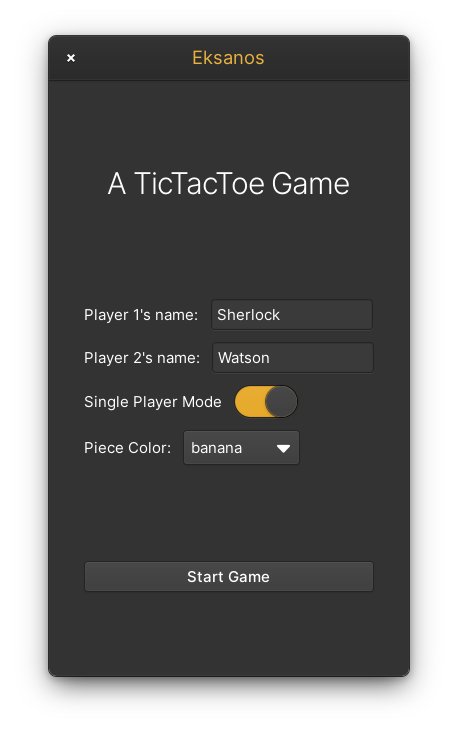 Eksanos
A TicTacToe Game
Player 1's name: Sherlock
Player 2's name: Watson
Single Player Mode
Piece Color: banana
Start Game